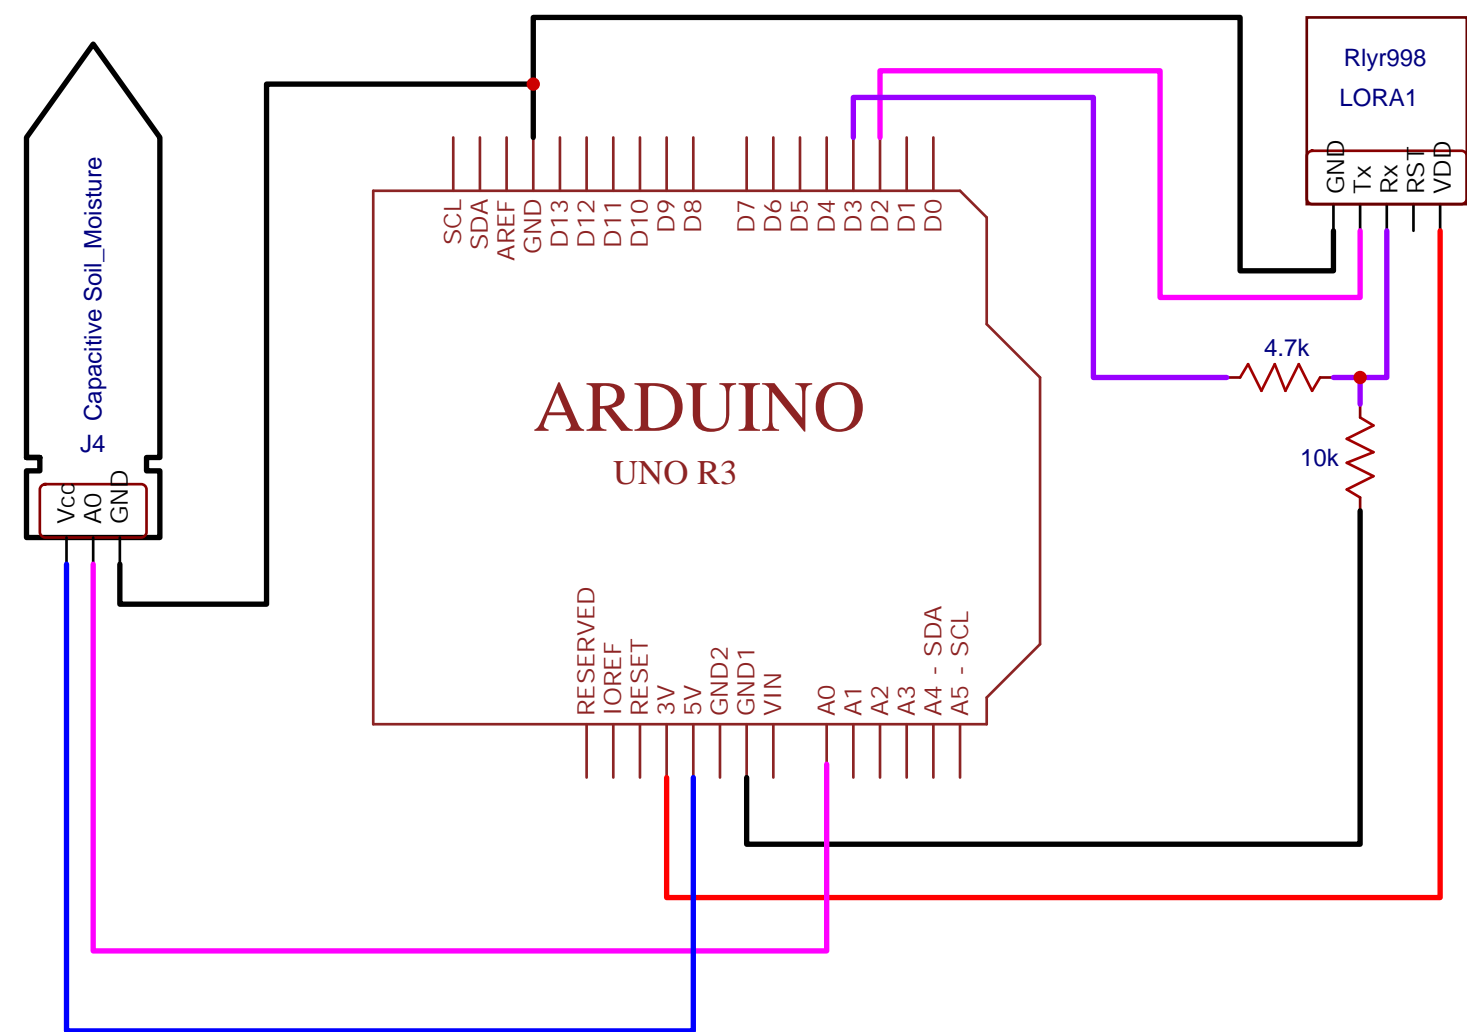 Rlyr998
LORA1
GND
Tx
Rx
RST
VDD
Capacitive Soil_Moisture
J4
Vcc
AO
GND
SCL
SDA
AREF
GND
D13
D12
D11
D10
D9
D8
D7
D6
D5
D4
D3
D2
D1
D0
4.7k
10k
ARDUINO
UNO R3
RESERVED
IOREF
RESET
3V
5V
GND2
GND1
VIN
A0
A1
A2
A3
A4 - SDA
A5 - SCL